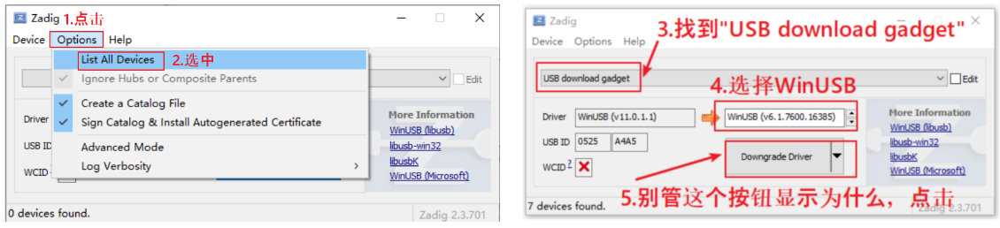 Zadig 1.点击
Device Options Help
List All Devices 2.选中
Ignore Hubs or Composite Parents
Edit
Create a Catalog File
Sign Catalog & Install Autogenerated Certificate
Advanced Mode
Log Verbosity
Driver
USB ID
WCID
More Information
WinUSB (libusb)
libusb-win32
libusbK
WinUSB (Microsoft)
0 devices found.
Zadig 2.3.701
Zadig
3.找到"USB download gadget"
Device Options Help
USB download gadget
Edit
4.选择WinUSB
Driver WinUSB (v11.0.1.1) WinUSB (v6.1.7600.16385)
USB ID 0525 A4A5
Downgrade Driver
WCID ?
More Information
WinUSB (libusb)
libusb-win32
libusbK
WinUSB (Microsoft)
5.别管这个按钮显示为什么，点击
7 devices found.
Zadig 2.3.701